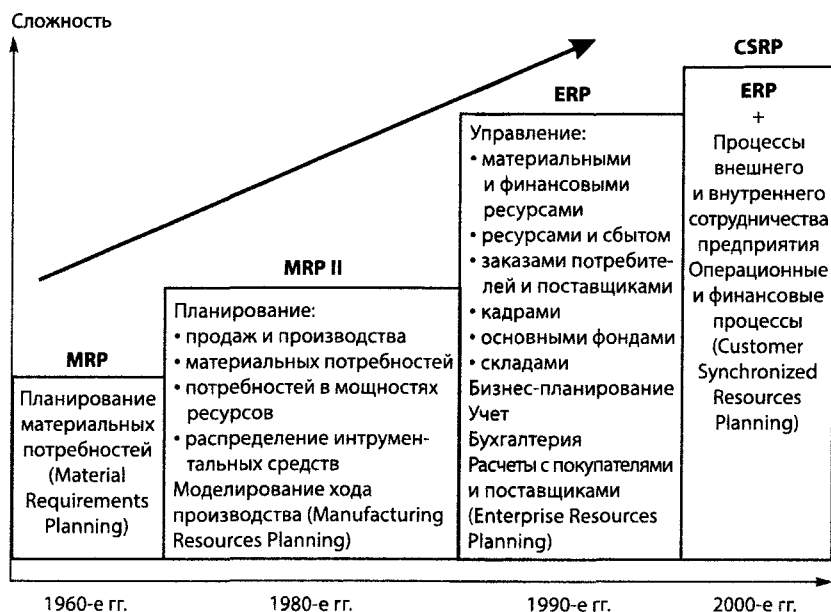 Сложность
CSRP
ERP
+
Процессы
внешнего
и внутреннего
сотрудничества
предприятия
Операционные
и финансовые
процессы
(Customer
Synchronized
Resources
Planning)
ERP
Управление:
• материальными
и финансовыми
ресурсами
• ресурсами и сбытом
• заказами потребите-
лей и поставщиками
• кадрами
• основными фондами
• складами
Бизнес-планирование
Учет
Бухгалтерия
Расчеты с покупателями
и поставщиками
(Enterprise Resources
Planning)
MRP II
Планирование:
• продаж и производства
• материальных потребностей
• потребностей в мощностях
ресурсов
• распределение интрумен-
тальных средств
Моделирование хода
производства (Manufacturing
Resources Planning)
MRP
Планирование
материальных
потребностей
(Material
Requirements
Planning)
1960-е гг.
1980-е гг.
1990-е гг.
2000-е гг.